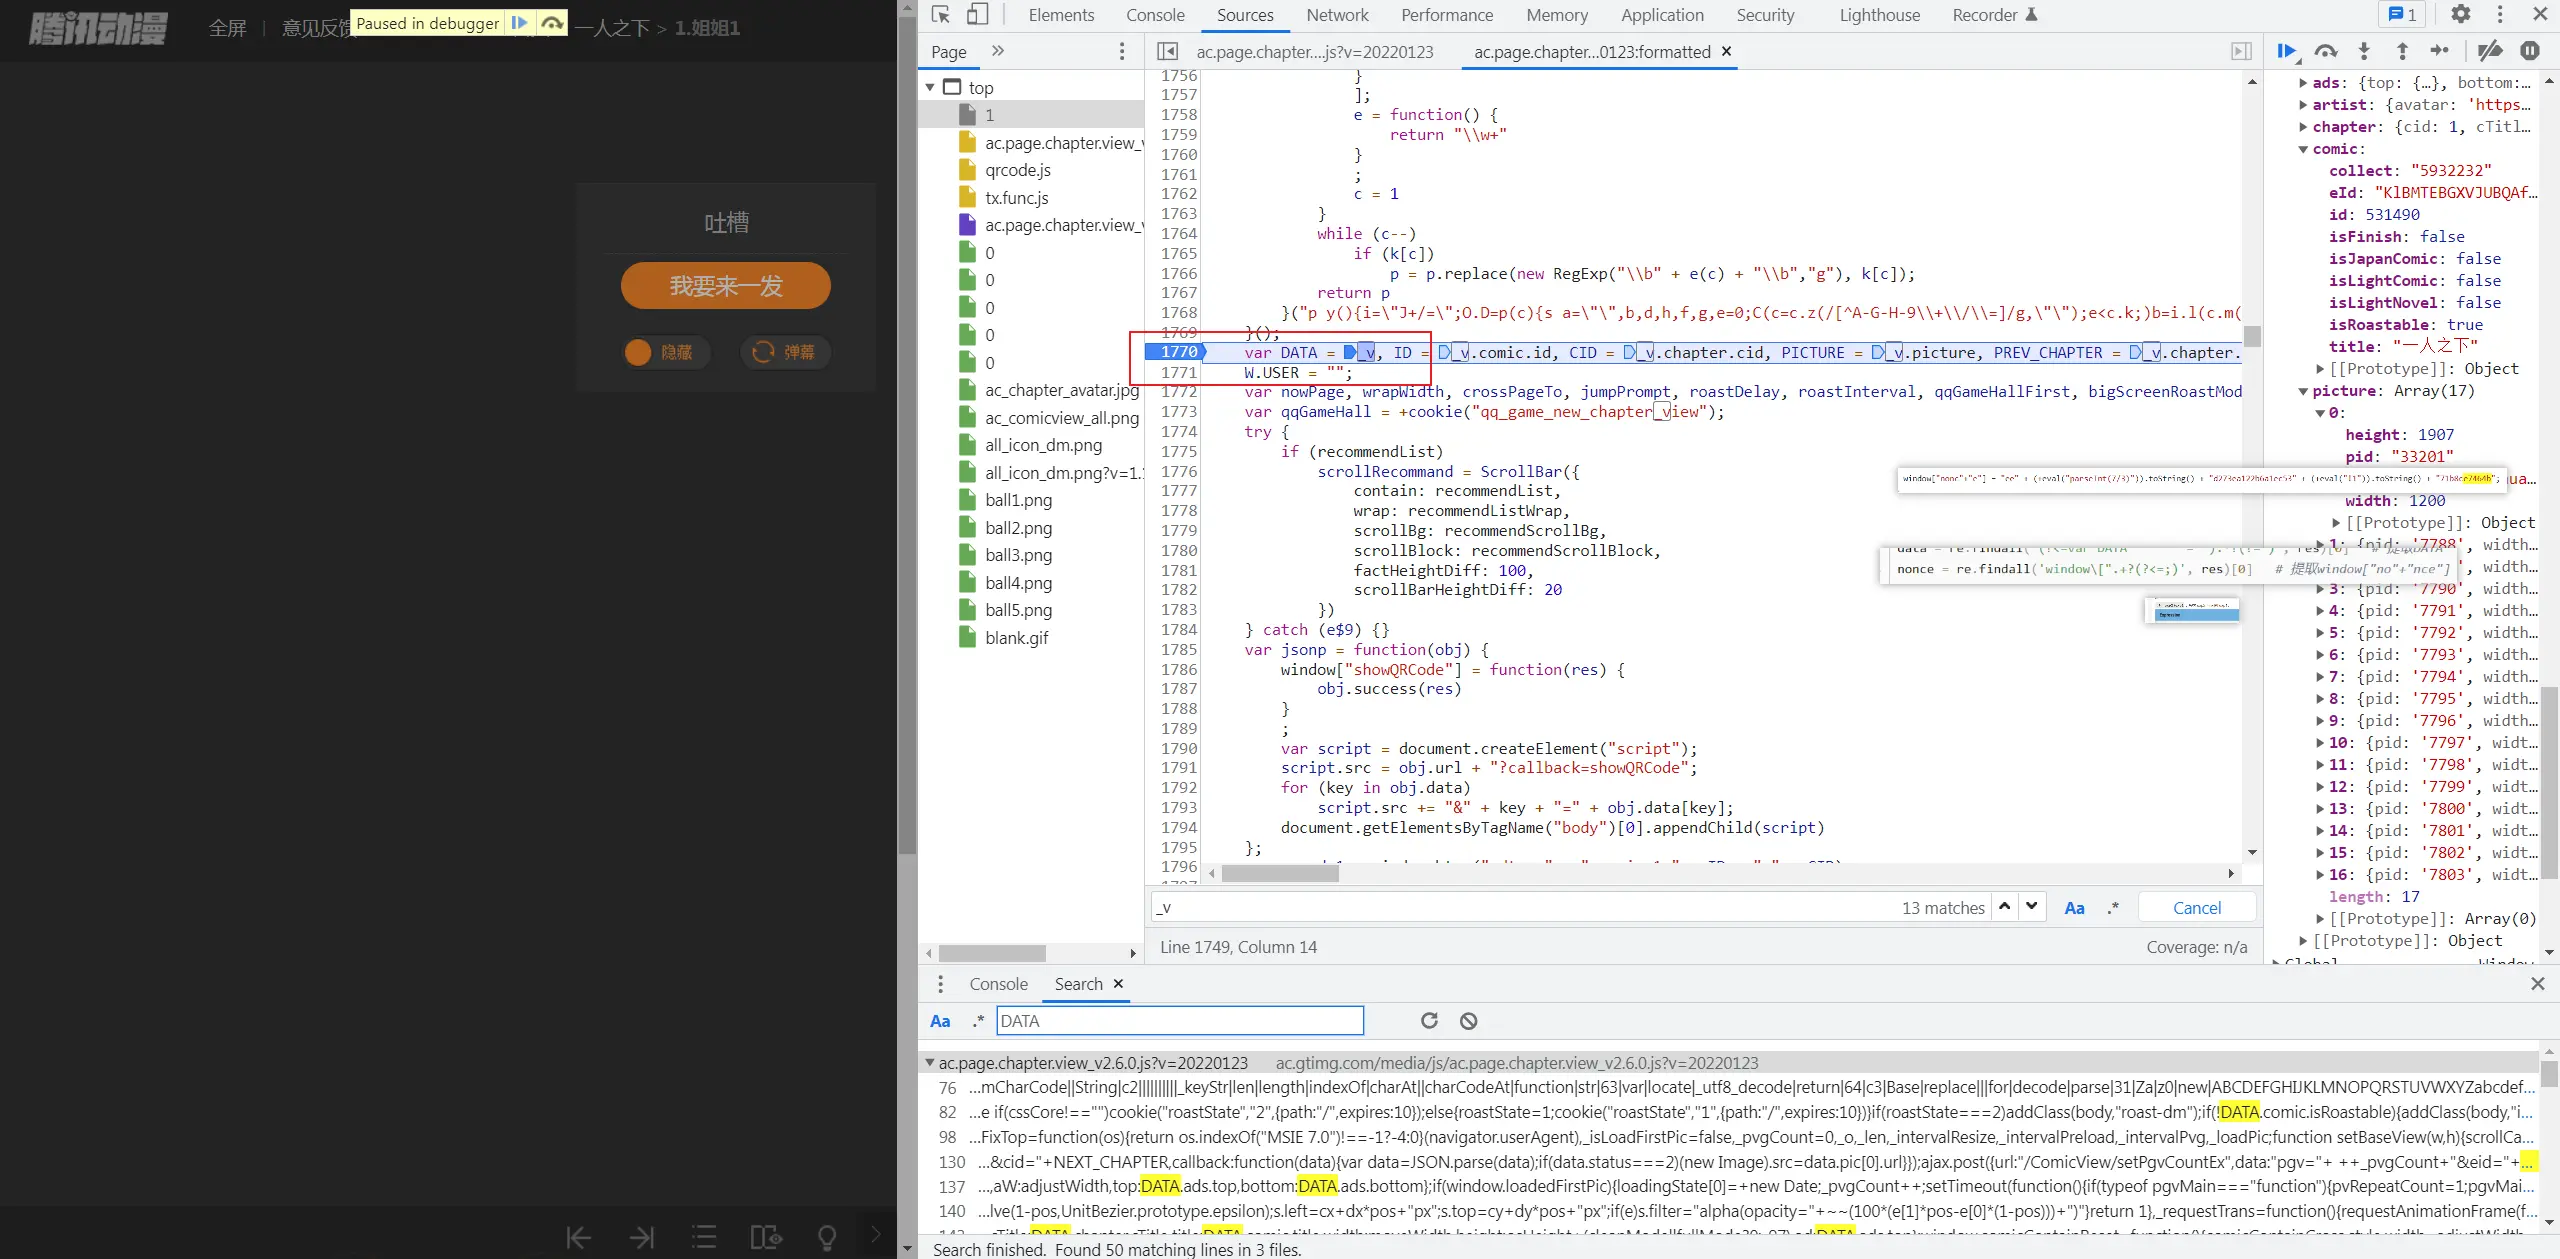 腾讯动漫
全屏 | 意见反馈
Paused in debugger
一人之下 > 1.姐姐1
吐槽
我要来一发
隐藏
弹幕
Elements Console Sources Network Performance Memory Application Security Lighthouse Recorder
1
Page
ac.page.chapter....js?v=20220123
ac.page.chapter...0123:formatted ×
top
1
ac.page.chapter.view_v
qrcode.js
tx.func.js
ac.page.chapter.view_v
0
0
0
0
0
ac_chapter_avatar.jpg
ac_comicview_all.png
all_icon_dm.png
all_icon_dm.png?v=1.
ball1.png
ball2.png
ball3.png
ball4.png
ball5.png
blank.gif
1756 }
1757 ];
1758 e = function() {
1759 return "\\w+"
1760 }
1761 ;
1762 c = 1
1763 }
1764 while (c--)
1765 if (k[c])
1766 p = p.replace(new RegExp("\\b" + e(c) + "\\b","g"), k[c]);
1767 return p
1768 }("p y(){i=\"J+/=\";O.D=p(c){s a=\"\",b,d,h,f,g,e=0;C(c=c.z(/[^A-G-H-9\\+\\/\\=]/g,\"\");e<c.k;)b=i.l(c.m(
1769 }();
1770 var DATA = _v, ID = _v.comic.id, CID = _v.chapter.cid, PICTURE = _v.picture, PREV_CHAPTER = _v.chapter.
1771 W.USER = "";
1772 var nowPage, wrapWidth, crossPageTo, jumpPrompt, roastDelay, roastInterval, qqGameHallFirst, bigScreenRoastMod
1773 var qqGameHall = +cookie("qq_game_new_chapter_view");
1774 try {
1775 if (recommendList)
1776 scrollRecommand = ScrollBar({
1777 contain: recommendList,
1778 wrap: recommendListWrap,
1779 scrollBg: recommendScrollBg,
1780 scrollBlock: recommendScrollBlock,
1781 factHeightDiff: 100,
1782 scrollBarHeightDiff: 20
1783 })
1784 } catch (e$9) {}
1785 var jsonp = function(obj) {
1786 window["showQRCode"] = function(res) {
1787 obj.success(res)
1788 }
1789 ;
1790 var script = document.createElement("script");
1791 script.src = obj.url + "?callback=showQRCode";
1792 for (key in obj.data)
1793 script.src += "&" + key + "=" + obj.data[key];
1794 document.getElementsByTagName("body")[0].appendChild(script)
1795 };
1796
_v
13 matches
Aa .* Cancel
Line 1749, Column 14
Coverage: n/a
ads: {top: {…}, bottom:…
artist: {avatar: 'https…
chapter: {cid: 1, cTitl…
comic:
collect: "5932232"
eId: "KlBMTEBGXVJUBQAf…
id: 531490
isFinish: false
isJapanComic: false
isLightComic: false
isLightNovel: false
isRoastable: true
title: "一人之下"
[[Prototype]]: Object
picture: Array(17)
0:
height: 1907
pid: "33201"
window["nonc"+"e"] = "ee" + (+eval("parseInt(7/3)")).toString() + "d273ea122b6a1ec53" + (+eval("11")).toString() + "71b8ce7464b";
width: 1200
[[Prototype]]: Object
1: {pid: '7788', width…
nonce = re.findall('window\[".+?(?<=;)', res)[0] # 提取window["no"+"nce"]
3: {pid: '7790', width…
4: {pid: '7791', width…
5: {pid: '7792', width…
6: {pid: '7793', width…
7: {pid: '7794', width…
8: {pid: '7795', width…
9: {pid: '7796', width…
10: {pid: '7797', widt…
11: {pid: '7798', widt…
12: {pid: '7799', widt…
13: {pid: '7800', widt…
14: {pid: '7801', widt…
15: {pid: '7802', widt…
16: {pid: '7803', widt…
length: 17
[[Prototype]]: Array(0)
[[Prototype]]: Object
Global Window
Console Search ×
Aa .* DATA
ac.page.chapter.view_v2.6.0.js?v=20220123 ac.gtimg.com/media/js/ac.page.chapter.view_v2.6.0.js?v=20220123
76 …mCharCode||String|c2||||||||||_keyStr|len|length|indexOf|charAt||charCodeAt|function|str|63|var|locate|_utf8_decode|return|64|c3|Base|replace|||for|decode|parse|31|Za|z0|new|ABCDEFGHIJKLMNOPQRSTUVWXYZabcdef…
82 …e if(cssCore!=="")cookie("roastState","2",{path:"/",expires:10});else{roastState=1;cookie("roastState","1",{path:"/",expires:10})}if(roastState===2)addClass(body,"roast-dm");if(!DATA.comic.isRoastable){addClass(body,"i…
98 …FixTop=function(os){return os.indexOf("MSIE 7.0")!==-1?-4:0}(navigator.userAgent),_isLoadFirstPic=false,_pvgCount=0,_o,_len,_intervalResize,_intervalPreload,_intervalPvg,_loadPic;function setBaseView(w,h){scrollCa…
130 …&cid="+NEXT_CHAPTER,callback:function(data){var data=JSON.parse(data);if(data.status===2)(new Image).src=data.pic[0].url}});ajax.post({url:"/ComicView/setPgvCountEx",data:"pgv="+ ++_pvgCount+"&eid="+…
137 …,aW:adjustWidth,top:DATA.ads.top,bottom:DATA.ads.bottom};if(window.loadedFirstPic){loadingState[0]=+new Date;_pvgCount++;setTimeout(function(){if(typeof pgvMain==="function"){pvRepeatCount=1;pgvMai…
140 …lve(1-pos,UnitBezier.prototype.epsilon);s.left=cx+dx*pos+"px";s.top=cy+dy*pos+"px";if(e)s.filter="alpha(opacity="+~~(100*(e[1]*pos-e[0]*(1-pos)))+")"}return 1},_requestTrans=function(){requestAnimationFrame(f…
Search finished. Found 50 matching lines in 3 files.